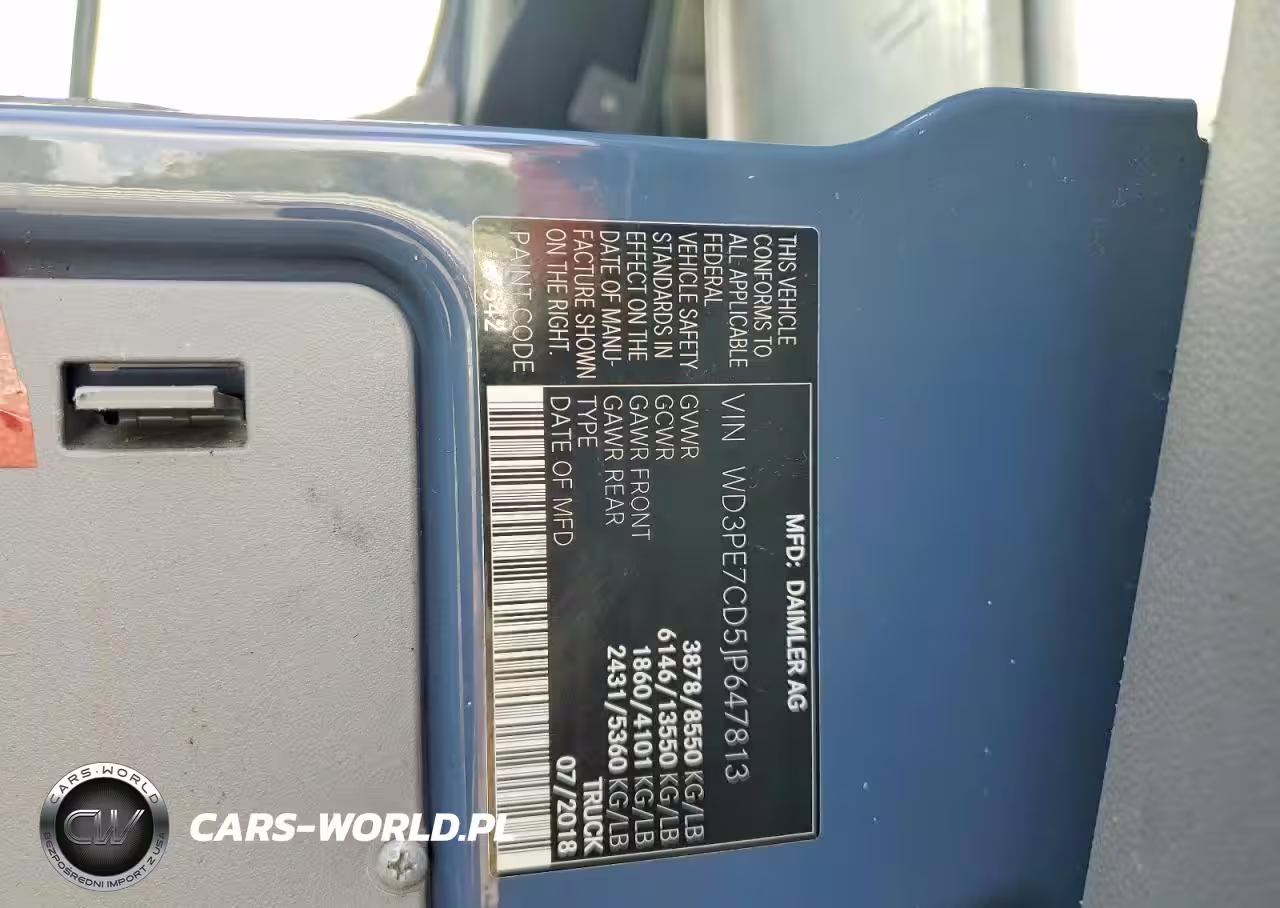 THIS VEHICLE
CONFORMS TO
ALL APPLICABLE
FEDERAL
VEHICLE SAFETY
STANDARDS IN
EFFECT ON THE
DATE OF MANU-
FACTURE SHOWN
ON THE RIGHT.
PAINT CODE
MFD: DAIMLER AG
VIN WD3PE7CD5JP647813
GVWR 3878/8550 KG/LB
GCWR 6146/13550 KG/LB
GAWR FRONT 1860/4101 KG/LB
GAWR REAR 2431/5360 KG/LB
TYPE TRUCK
DATE OF MFD 07/2018
CARS-WORLD
CW
BEZPOŚREDNI IMPORT Z USA
CARS-WORLD.PL